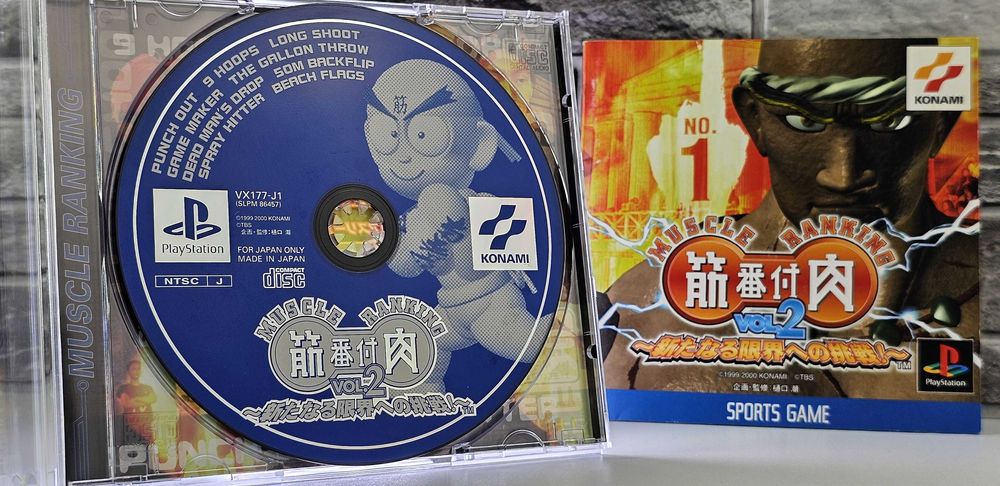 MUSCLE RANKING
PUNCH OUT 9 HOOPS LONG SHOOT
GAME MAKER THE GALLON THROW
DEAD MAN'S DROP 50M BACKFLIP
SPRAY HITTER BEACH FLAGS
筋
VX177-J1
(SLPM 86457)
PlayStation
©1999 2000 KONAMI
©TBS
企画・監修:樋口 潮
FOR JAPAN ONLY
MADE IN JAPAN
NTSC J
COMPACT
disc
KONAMI
MUSCLE RANKING
筋番付肉
VOL.2
~新たなる限界への挑戦!~
TM
KONAMI
NO.
1
MUSCLE RANKING
筋番付肉
VOL.2
~新たなる限界への挑戦!~
TM
©1999 2000 KONAMI ©TBS
企画・監修 樋口 潮
PlayStation
SPORTS GAME